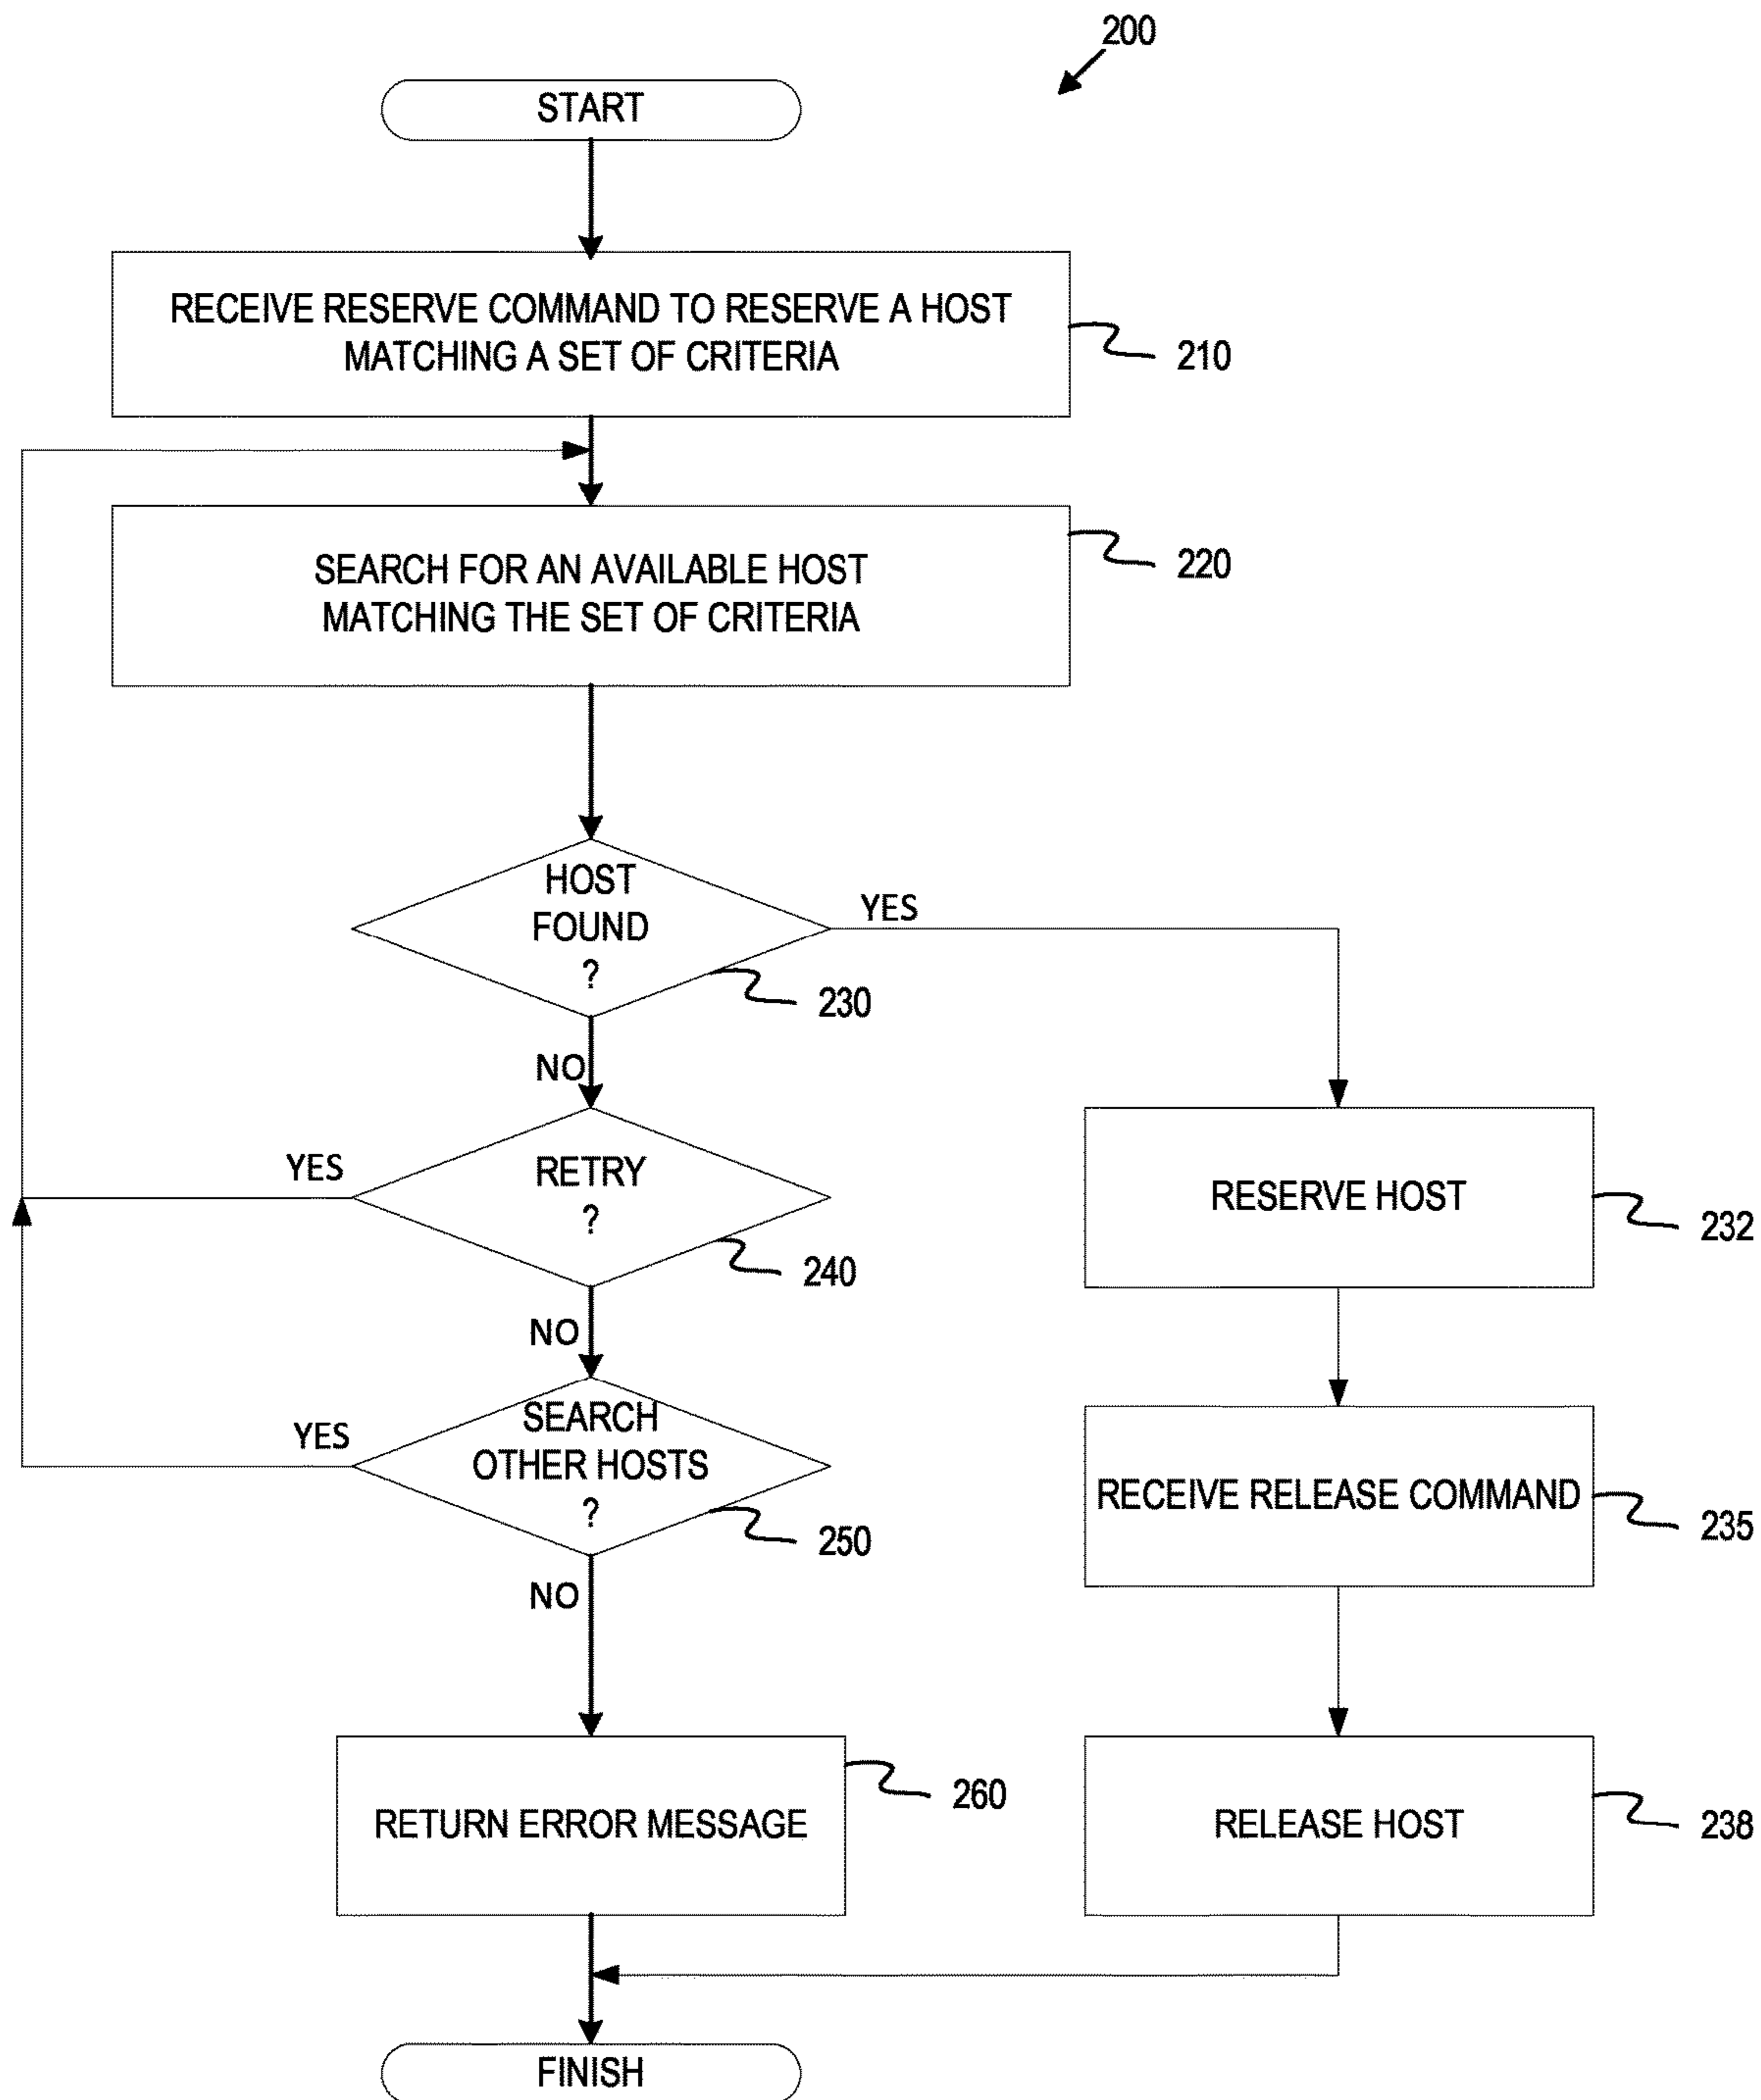 200
START
RECEIVE RESERVE COMMAND TO RESERVE A HOST
MATCHING A SET OF CRITERIA
210
SEARCH FOR AN AVAILABLE HOST
MATCHING THE SET OF CRITERIA
220
HOST
FOUND
?
YES
230
NO
RETRY
?
YES
240
RESERVE HOST
232
NO
SEARCH
OTHER HOSTS
?
YES
250
RECEIVE RELEASE COMMAND
235
NO
RETURN ERROR MESSAGE
260
RELEASE HOST
238
FINISH